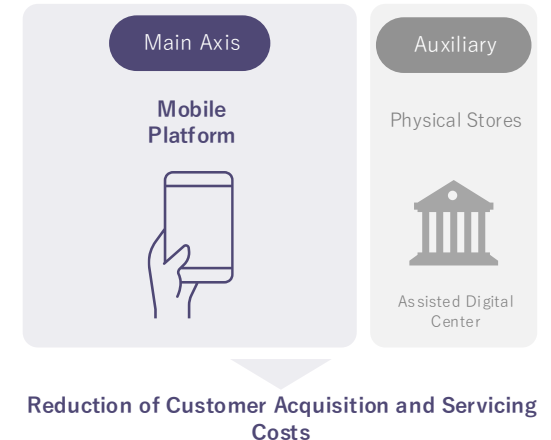 Main Axis
Mobile
Platform
Auxiliary
Physical Stores
Assisted Digital
Center
Reduction of Customer Acquisition and Servicing
Costs